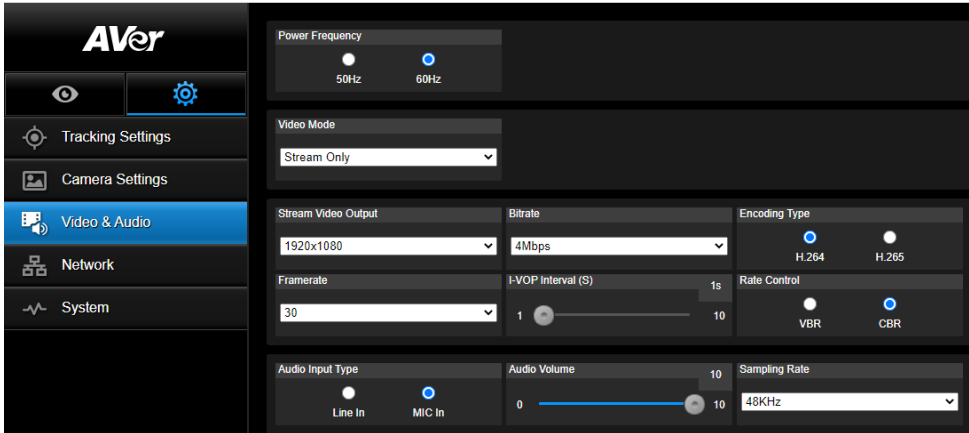 AVer
Tracking Settings
Camera Settings
Video & Audio
Network
System
Power Frequency
50Hz 60Hz
Video Mode
Stream Only
Stream Video Output Bitrate Encoding Type
1920x1080 4Mbps H.264 H.265
Framerate I-VOP Interval (S) 1s Rate Control
30 1 10 VBR CBR
Audio Input Type Audio Volume 10 Sampling Rate
Line In MIC In 0 10 48KHz